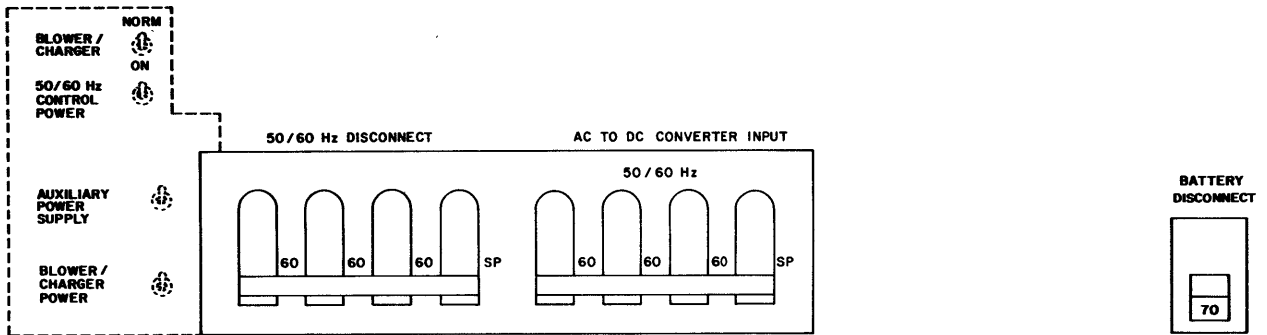 NORM
BLOWER /
CHARGER
ON
50/60 Hz
CONTROL
POWER
50/60 Hz DISCONNECT
AC TO DC CONVERTER INPUT
50/60 Hz
AUXILIARY
POWER
SUPPLY
60 60 60 SP
60 60 60 SP
BLOWER /
CHARGER
POWER
BATTERY
DISCONNECT
70